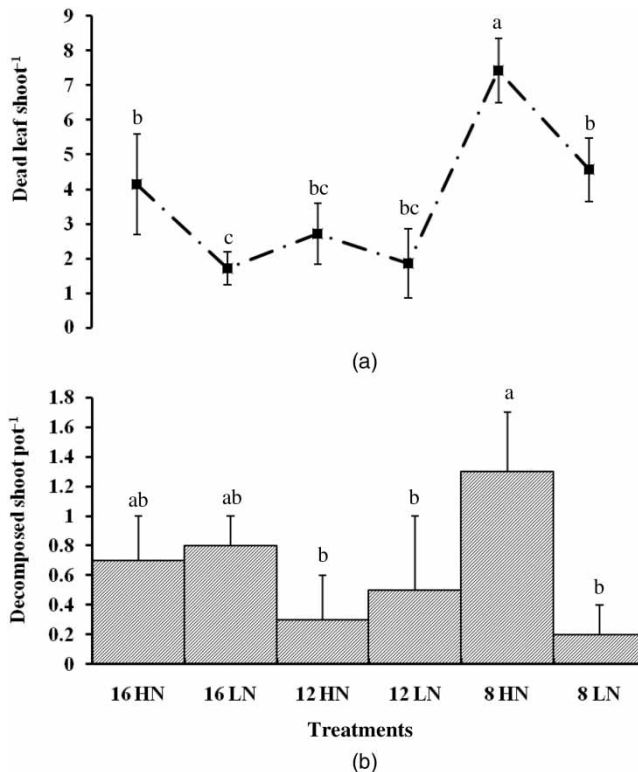 9
8
7
6
5
4
3
2
1
0
Dead leaf shoot⁻¹
b
c
bc
bc
a
b
(a)
1.8
1.6
1.4
1.2
1
0.8
0.6
0.4
0.2
0
Decomposed shoot pot⁻¹
ab
ab
b
b
a
b
16 HN 16 LN 12 HN 12 LN 8 HN 8 LN
Treatments
(b)